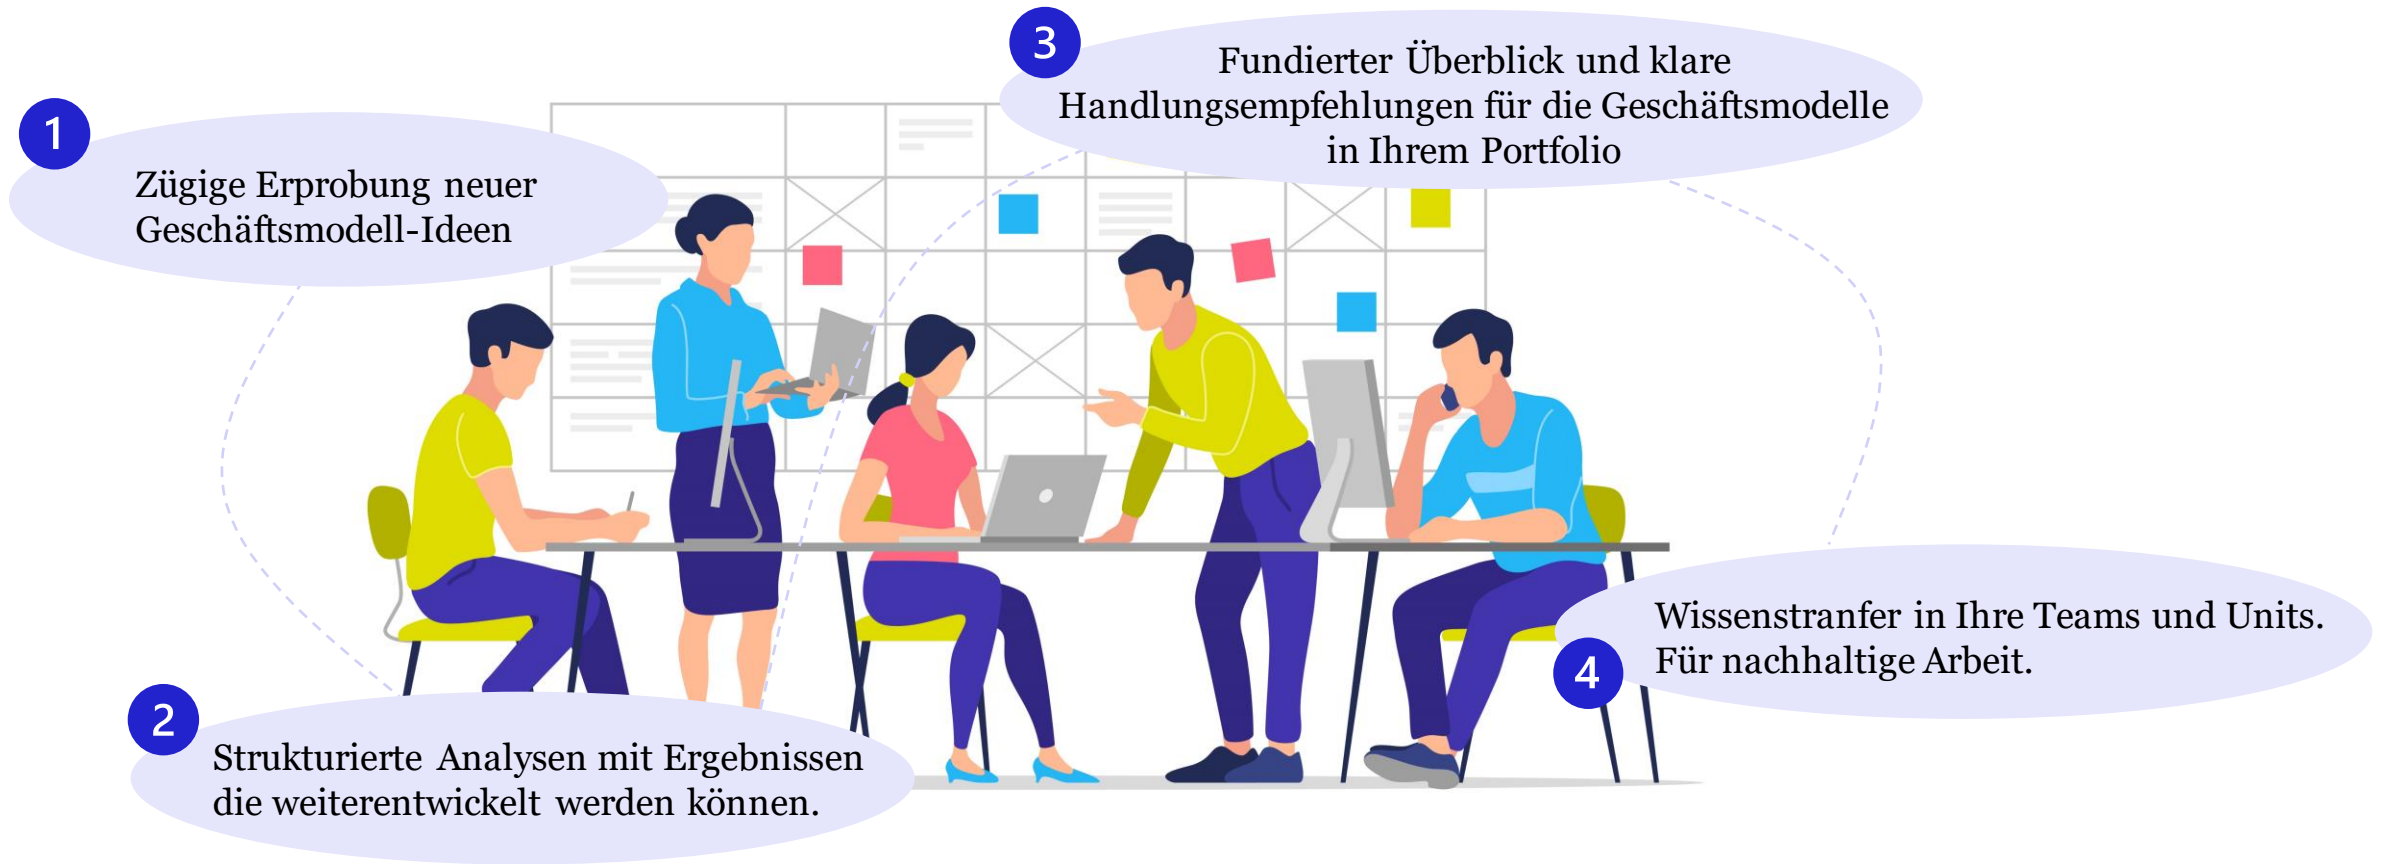 1
Zügige Erprobung neuer
Geschäftsmodell-Ideen
2
Strukturierte Analysen mit Ergebnissen
die weiterentwickelt werden können.
3
Fundierter Überblick und klare
Handlungsempfehlungen für die Geschäftsmodelle
in Ihrem Portfolio
4
Wissenstranfer in Ihre Teams und Units.
Für nachhaltige Arbeit.